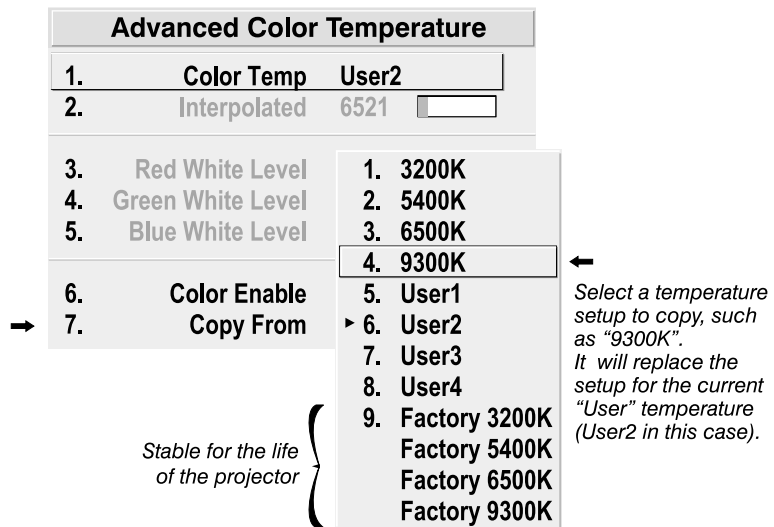 Advanced Color Temperature
1. Color Temp User2
2. Interpolated 6521
3. Red White Level
4. Green White Level
5. Blue White Level
6. Color Enable
7. Copy From
1. 3200K
2. 5400K
3. 6500K
4. 9300K
5. User1
6. User2
7. User3
8. User4
9. Factory 3200K
Factory 5400K
Factory 6500K
Factory 9300K
Select a temperature
setup to copy, such
as “9300K”.
It will replace the
setup for the current
“User” temperature
(User2 in this case).
Stable for the life
of the projector